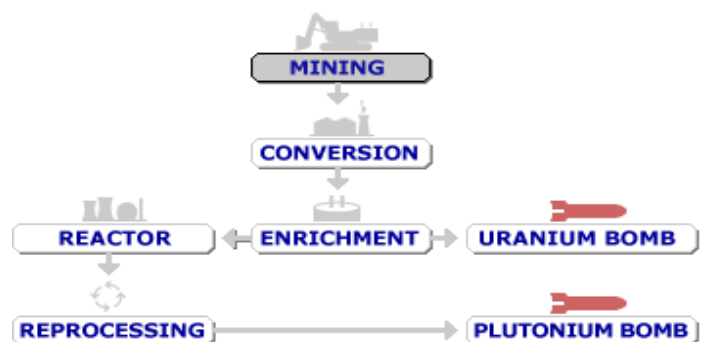 MINING
CONVERSION
REACTOR
ENRICHMENT
URANIUM BOMB
REPROCESSING
PLUTONIUM BOMB